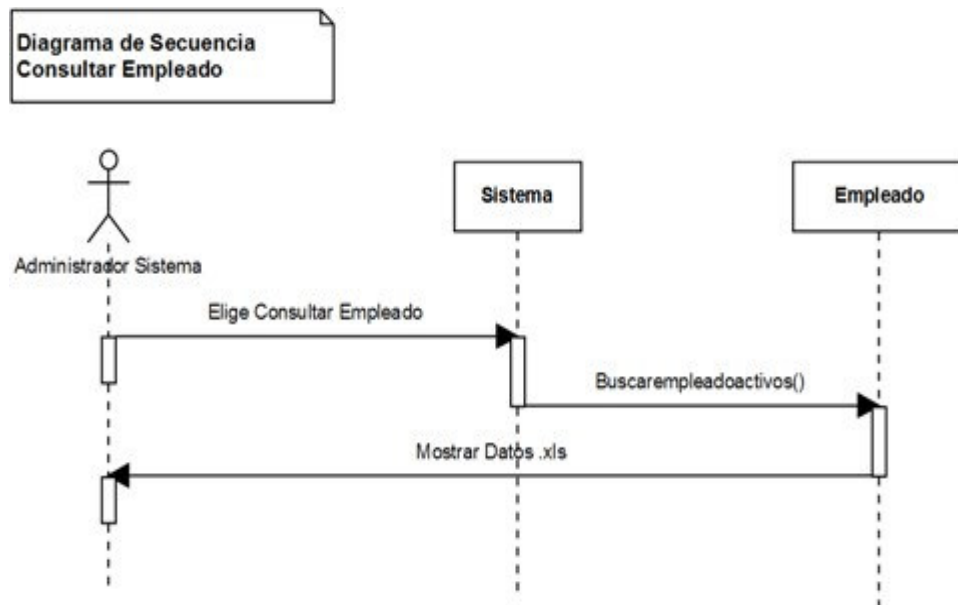 Diagrama de Secuencia
Consultar Empleado
Sistema
Empleado
Administrador Sistema
Elige Consultar Empleado
Buscarempleadoactivos()
Mostrar Datos .xls